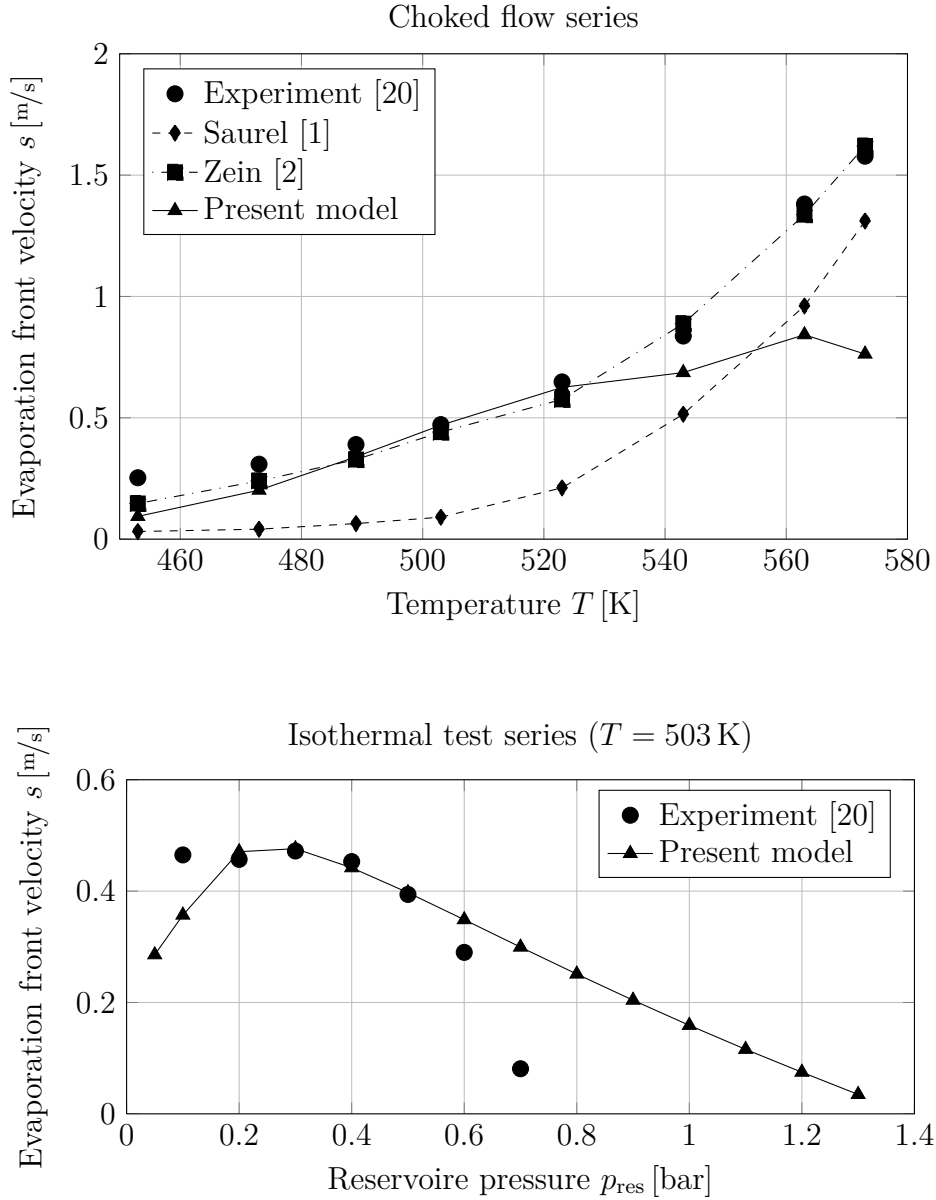 Choked flow series
Evaporation front velocity s [m/s]
2
1.5
1
0.5
0
Experiment [20]
Saurel [1]
Zein [2]
Present model
460 480 500 520 540 560 580
Temperature T [K]
Isothermal test series (T = 503 K)
Evaporation front velocity s [m/s]
0.6
0.4
0.2
0
Experiment [20]
Present model
0 0.2 0.4 0.6 0.8 1 1.2 1.4
Reservoire pressure pres [bar]